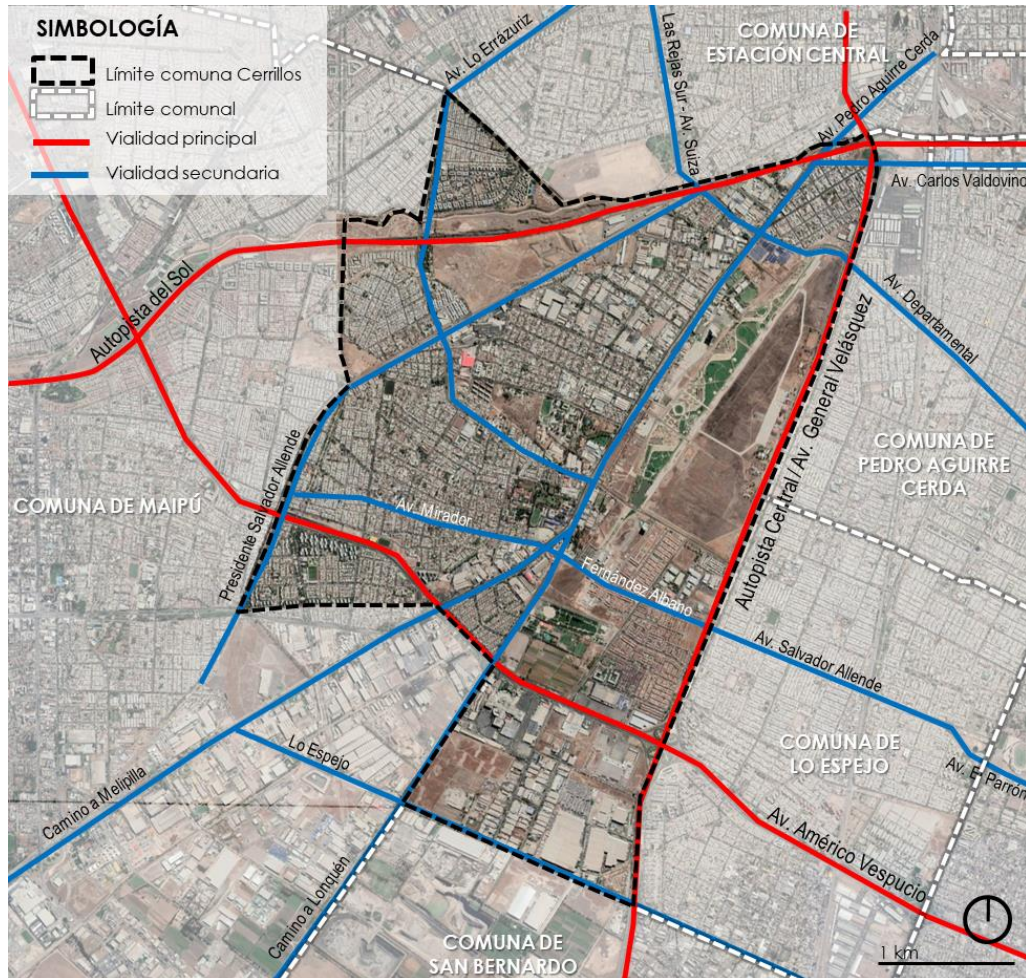 SIMBOLOGÍA
Límite comuna Cerrillos
Límite comunal
Vialidad principal
Vialidad secundaria
COMUNA DE
ESTACIÓN CENTRAL
Av. Lo Errázuriz
Las Rejas Sur - Av. Suiza
Av. Pedro Aguirre Cerda
Av. Carlos Valdovino
Autopista del Sol
Av. Departamental
Autopista Central / Av. General Velásquez
COMUNA DE
PEDRO AGUIRRE
CERDA
COMUNA DE MAIPÚ
Presidente Salvador Allende
Av. Mirador
Fernández Albano
Av. Salvador Allende
COMUNA DE
LO ESPEJO
Av. E. Parrón
Lo Espejo
Camino a Melipilla
Av. Américo Vespucio
Camino a Lonquén
COMUNA DE
SAN BERNARDO
1 km